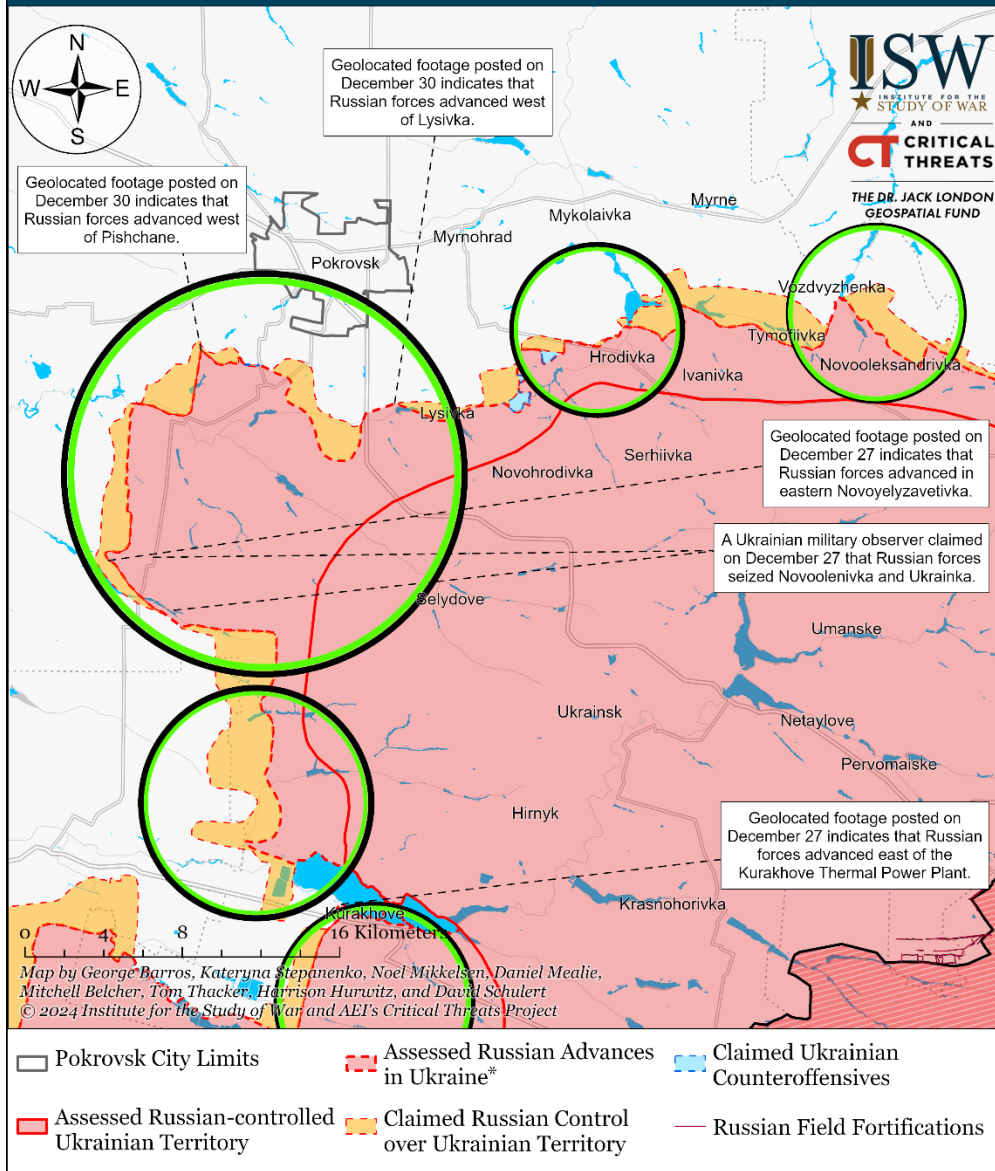 N
W
E
S
ISW
INSTITUTE FOR THE
STUDY OF WAR
AND
CT CRITICAL
THREATS
THE DR. JACK LONDON
GEOSPATIAL FUND
Geolocated footage posted on
December 30 indicates that
Russian forces advanced west
of Lysivka.
Geolocated footage posted on
December 30 indicates that
Russian forces advanced west
of Pishchane.
Myrne
Mykolaivka
Myrnohrad
Pokrovsk
Vozdvyzhenka
Tymofiivka
Hrodivka
Novooleksandrivka
Ivanivka
Lysivka
Serhiivka
Novohrodivka
Geolocated footage posted on
December 27 indicates that
Russian forces advanced in
eastern Novoyelyzavetivka.
A Ukrainian military observer claimed
on December 27 that Russian forces
seized Novoolenivka and Ukrainka.
Selydove
Umanske
Ukrainsk
Netaylove
Pervomaiske
Hirnyk
Geolocated footage posted on
December 27 indicates that Russian
forces advanced east of the
Kurakhove Thermal Power Plant.
Krasnohorivka
Kurakhove
0 4 8 16 Kilometers
Map by George Barros, Kateryna Stepanenko, Noel Mikkelsen, Daniel Mealie,
Mitchell Belcher, Tom Thacker, Harrison Hurwitz, and David Schulert
© 2024 Institute for the Study of War and AEI's Critical Threats Project
Pokrovsk City Limits
Assessed Russian Advances
in Ukraine*
Claimed Ukrainian
Counteroffensives
Assessed Russian-controlled
Ukrainian Territory
Claimed Russian Control
over Ukrainian Territory
Russian Field Fortifications